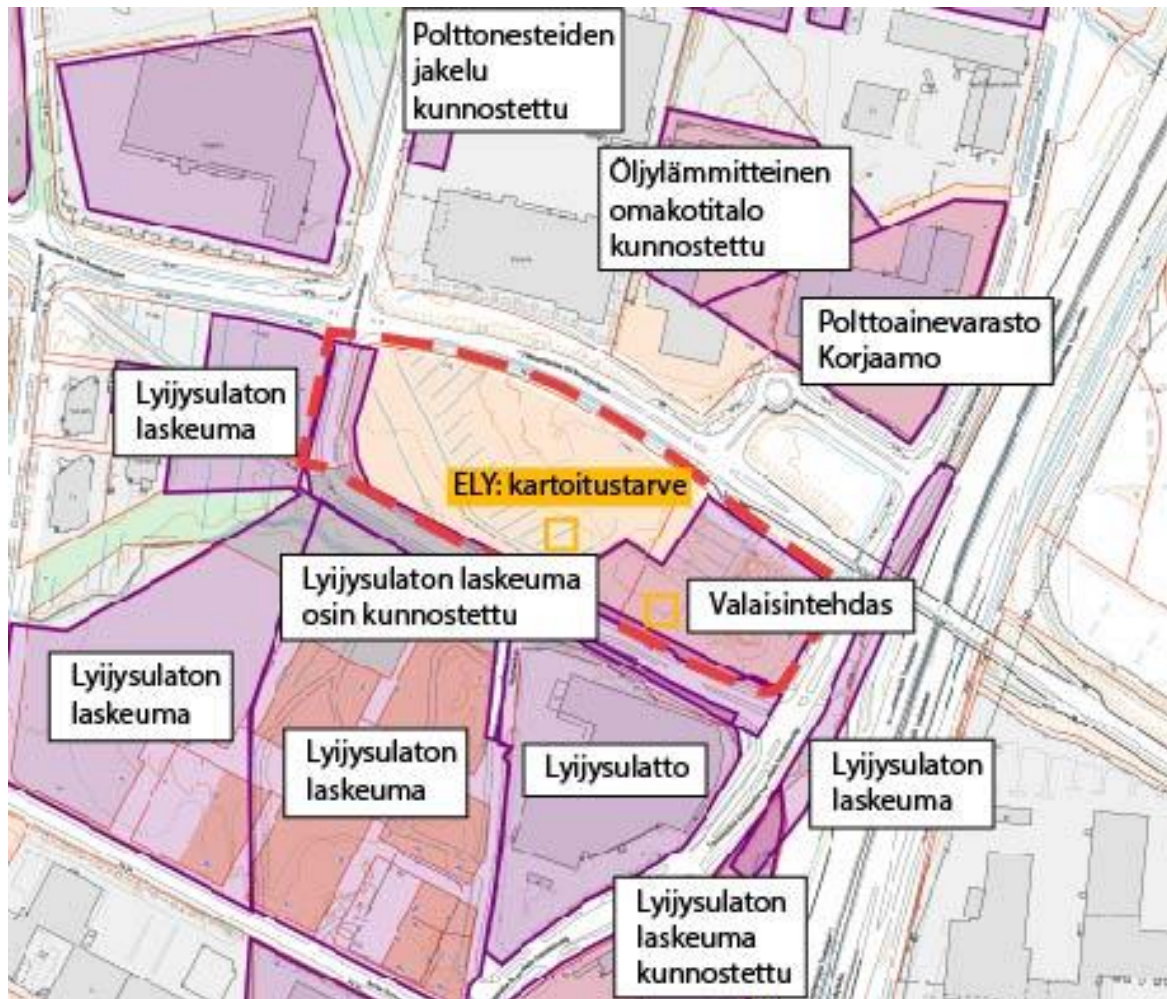 Polttonesteiden
jakelu
kunnostettu
Öljylämmitteinen
omakotitalo
kunnostettu
Polttoainevarasto
Korjaamo
Lyijysulaton
laskeuma
ELY: kartoitustarve
Lyijysulaton laskeuma
osin kunnostettu
Valaisintehdas
Lyijysulaton
laskeuma
Lyijysulaton
laskeuma
Lyijysulatto
Lyijysulaton
laskeuma
Lyijysulaton
laskeuma
kunnostettu